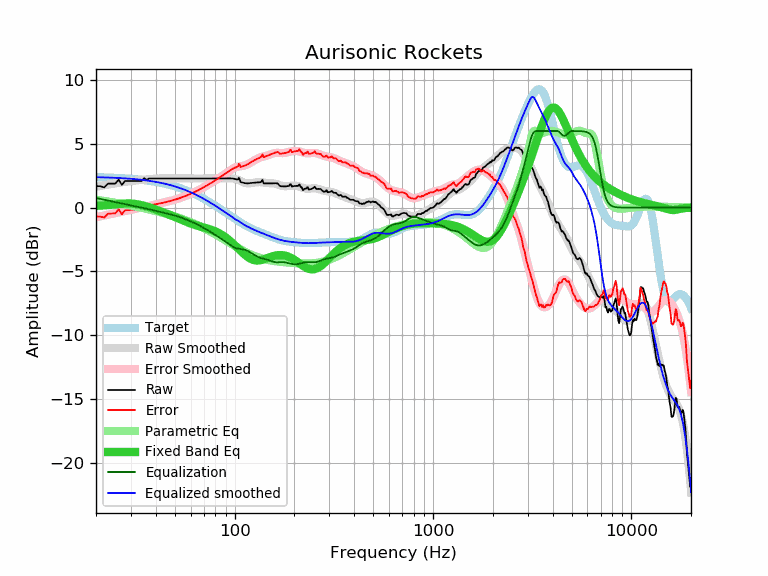 Aurisonic Rockets
10
5
0
−5
−10
−15
−20
Amplitude (dBr)
Target
Raw Smoothed
Error Smoothed
Raw
Error
Parametric Eq
Fixed Band Eq
Equalization
Equalized smoothed
100
1000
10000
Frequency (Hz)